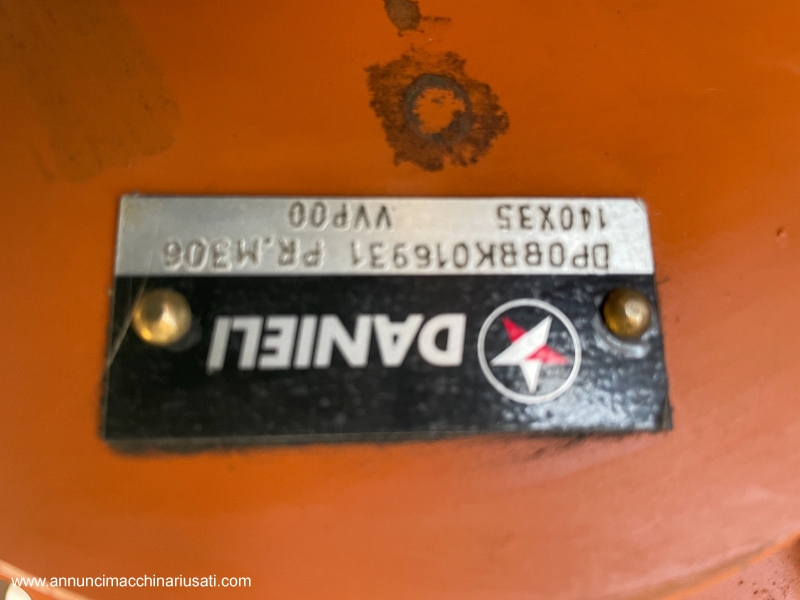 DANIELI
DP088K016931 PR.M306
140X35 VVP00
www.annuncimacchinariusati.com